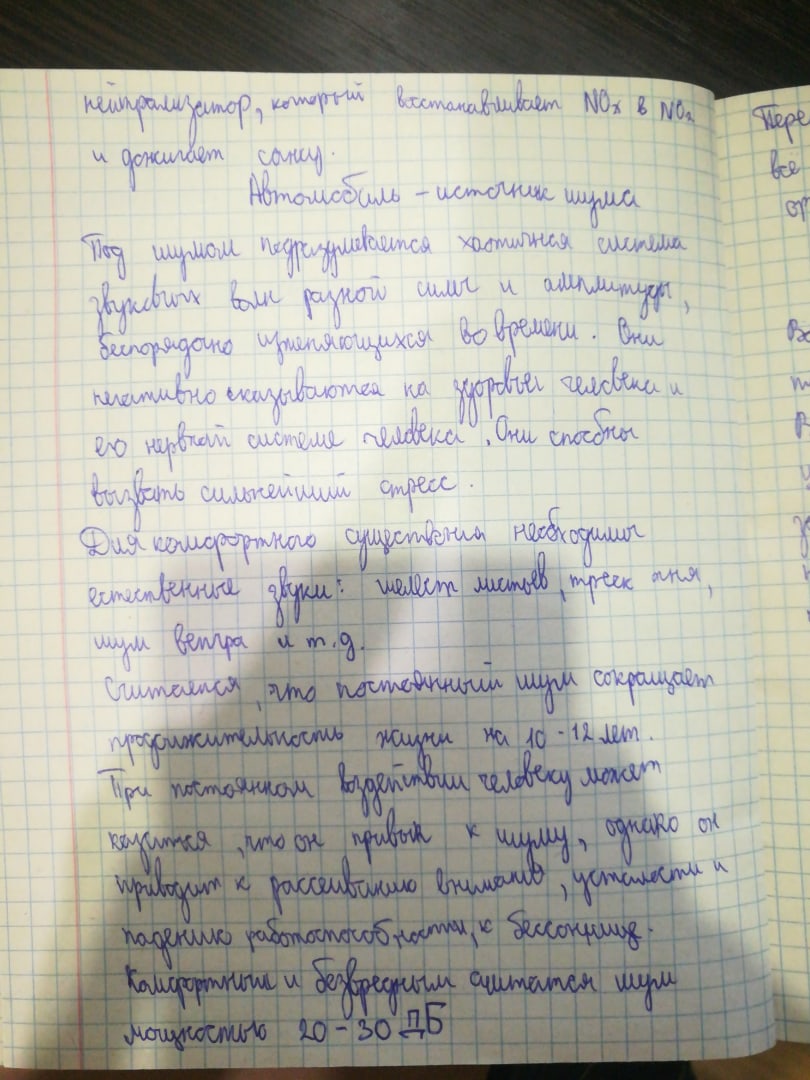 нейтрализатор, который восстанавливает NOx в NO₂
и дожигает сажу.
Автомобиль – источник шума
Под шумом подразумевается хаотичная система
звуковых волн разной силы и амплитуды,
беспорядочно изменяющихся во времени. Они
негативно сказываются на здоровьи человека и
его нервной системе человека. Они способны
вызвать сильнейший стресс.
Для комфортного существования необходимы
естественные звуки: шелест листьев, треск огня,
шум ветра и т.д.
Считается, что постоянный шум сокращает
продолжительность жизни на 10-12 лет.
При постоянном воздействии человеку может
казаться, что он привык к шуму, однако он
приводит к рассеиванию внимания, усталости и
падению работоспособности, к бессоннице.
Комфортным и безвредным считатся шум
мощностью 20-30 ДБ
Пере
все